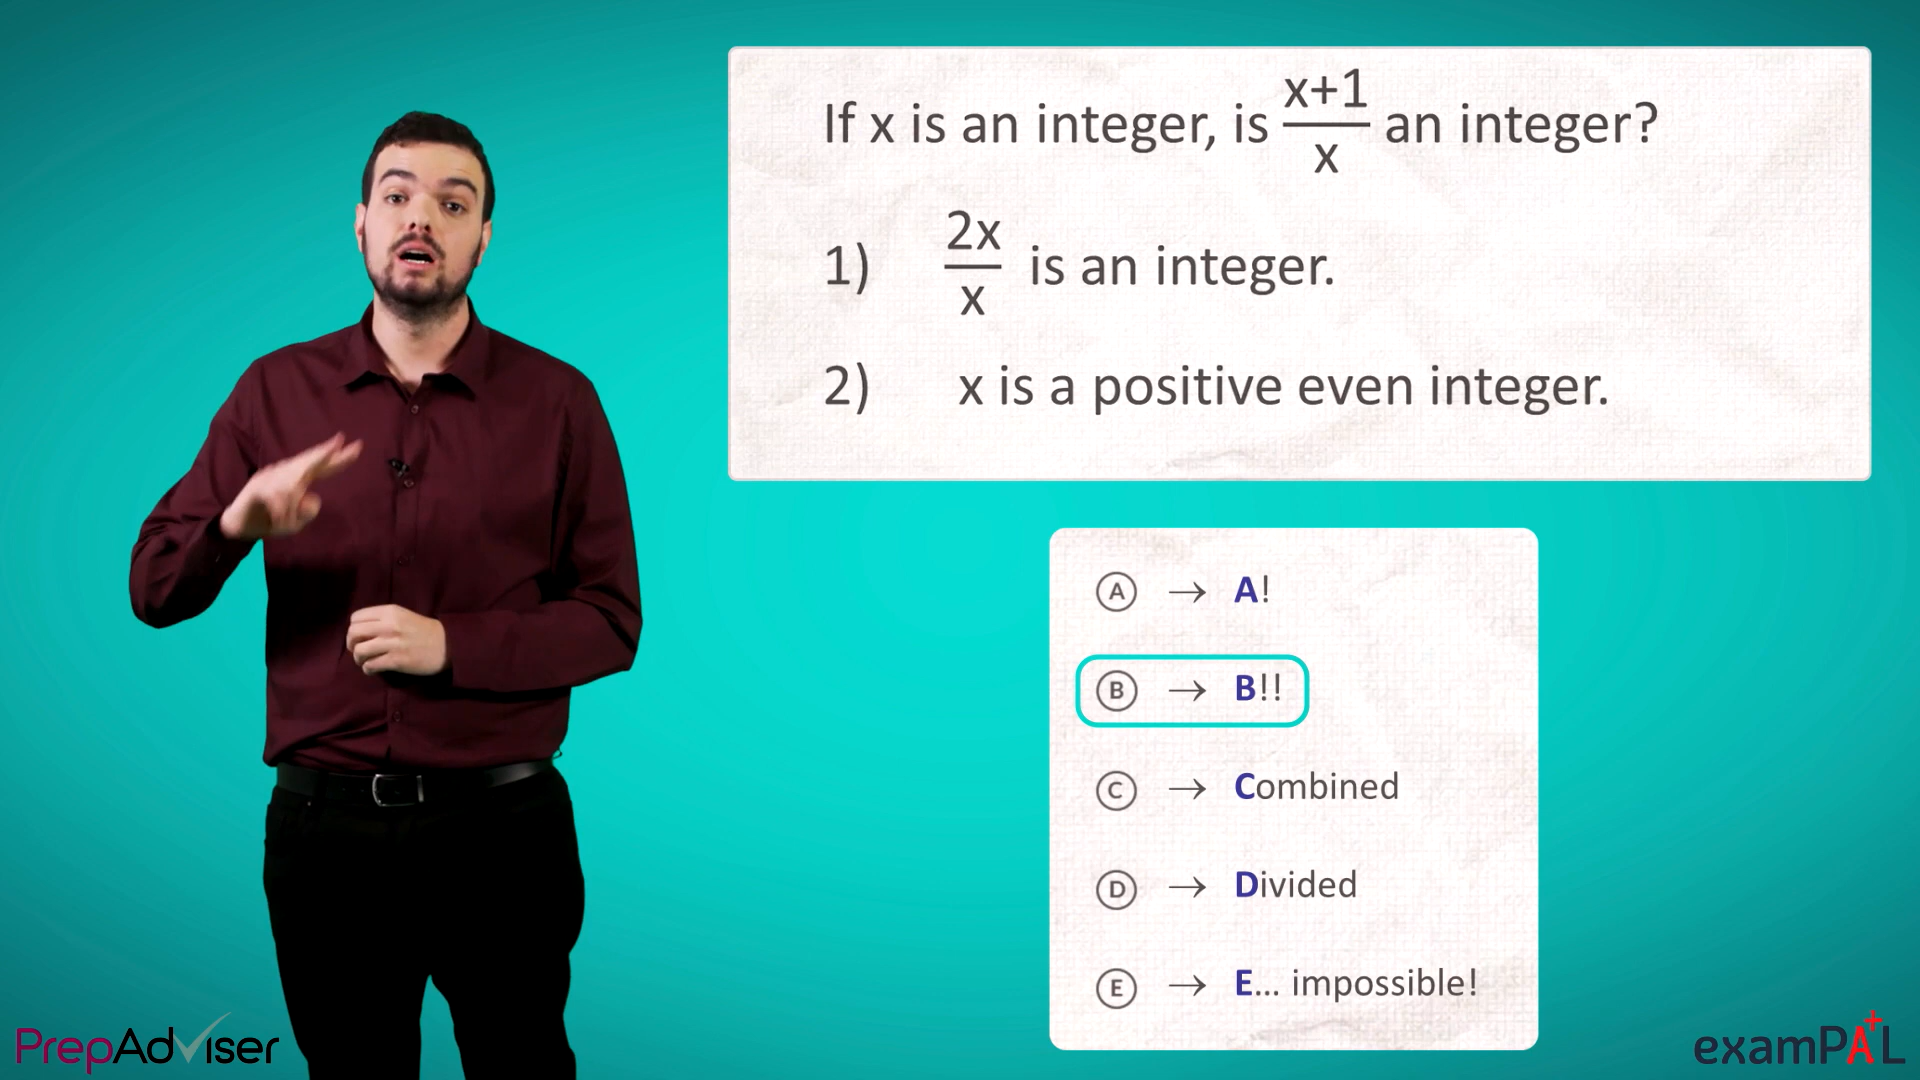 If x is an integer, is x+1/x an integer?
1) 2x/x is an integer.
2) x is a positive even integer.
A → A!
B → B!!
C → Combined
D → Divided
E → E... impossible!
PrepAdviser
examPAL